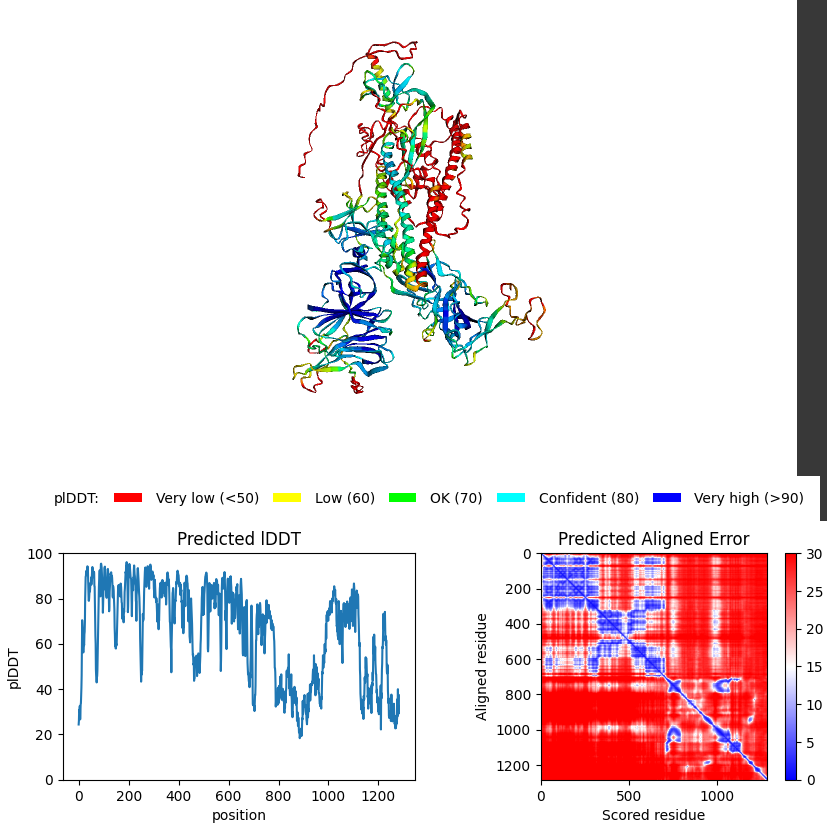 plDDT: Very low (<50) Low (60) OK (70) Confident (80) Very high (>90)
Predicted lDDT
100
80
60
40
20
0
plDDT
0 200 400 600 800 1000 1200
position
Predicted Aligned Error
0
200
400
600
800
1000
1200
Aligned residue
0 500 1000
Scored residue
30
25
20
15
10
5
0